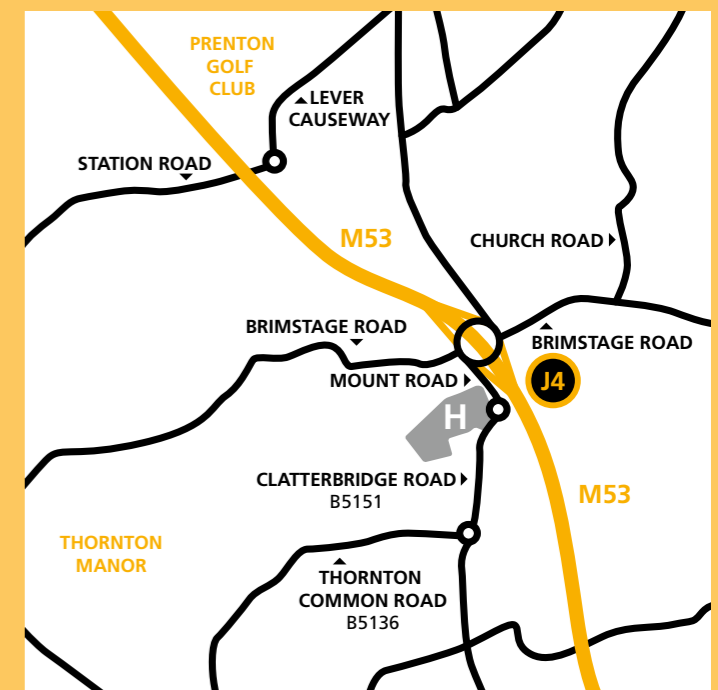 PRENTON
GOLF
CLUB
LEVER
CAUSEWAY
STATION ROAD
M53
CHURCH ROAD
BRIMSTAGE ROAD
BRIMSTAGE ROAD
MOUNT ROAD
J4
H
CLATTERBRIDGE ROAD
B5151
M53
THORNTON
MANOR
THORNTON
COMMON ROAD
B5136